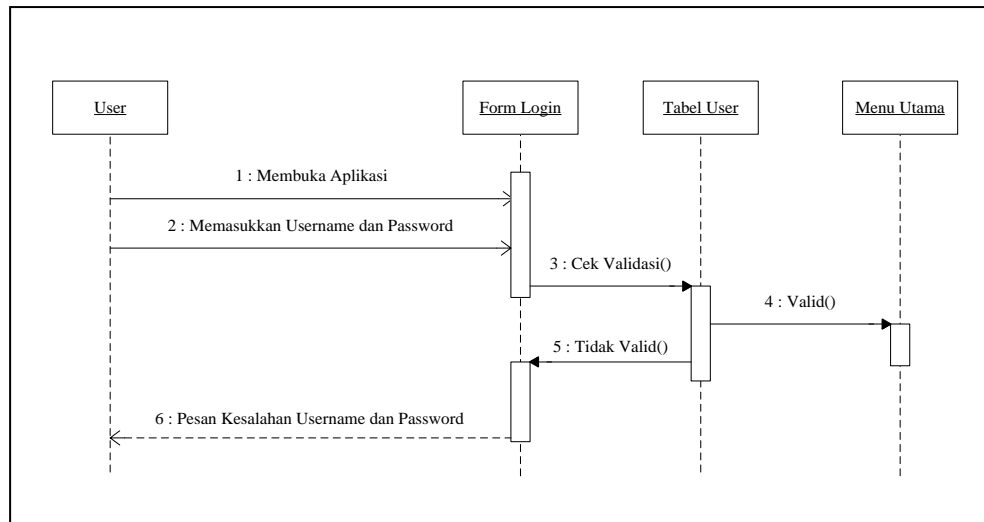 User
Form Login
Tabel User
Menu Utama
1 : Membuka Aplikasi
2 : Memasukkan Username dan Password
3 : Cek Validasi()
4 : Valid()
5 : Tidak Valid()
6 : Pesan Kesalahan Username dan Password